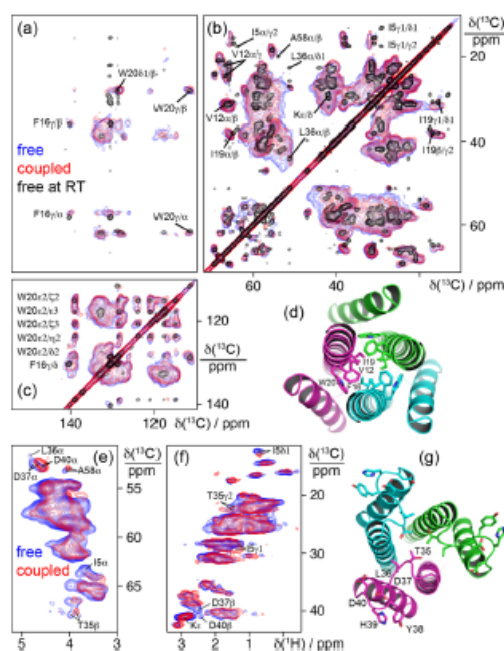 (a)
W20δ1/β
W20γ/β
F16γ/β
free
coupled
free at RT
F16γ/α
W20γ/α
(b)
δ(¹³C)
ppm
I5α/γ2
A58α/β
L36α/δ1
I5γ1/δ1
I5γ1/γ2
V12α/β
Kε/δ
L36α/β
I19α/β
I19γ1/δ1
I19β/γ2
20
40
60
60
40
20
δ(¹³C) / ppm
W20ε2/ζ2
W20ε2/ε3
W20ε2/ζ3
W20ε2/η2
W20ε2/δ2
F16γ/δ
(c)
120
δ(¹³C)
ppm
140
140
120
δ(¹³C) / ppm
(d)
I19
V12
W20
(e)
L36α
D40α
D37α
A58α
δ(¹³C)
ppm
55
60
65
I5α
T35β
free
coupled
5
4
3
(f)
I5δ1
T35γ2
I5γ1
D37β
Kε
D40β
δ(¹³C)
ppm
20
30
40
3
2
1
δ(¹H) / ppm
(g)
T35
L36
D37
D40
H39
Y38